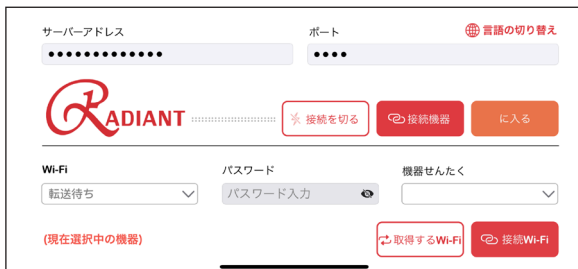 サーバーアドレス
ポート
言語の切り替え
•••••••••••••
••••
RADIANT
接続を切る
接続機器
に入る
Wi-Fi
パスワード
機器せんたく
転送待ち
パスワード入力
(現在選択中の機器)
取得するWi-Fi
接続Wi-Fi